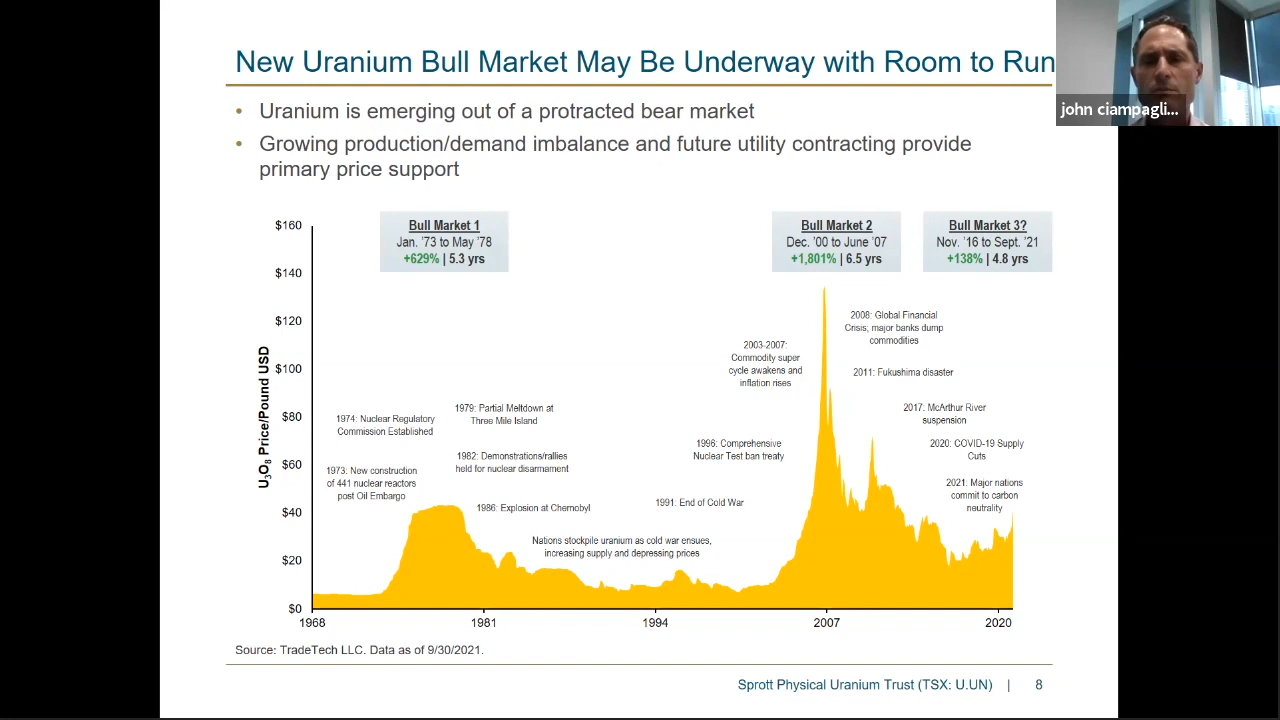 New Uranium Bull Market May Be Underway with Room to Run
john ciampagli...
• Uranium is emerging out of a protracted bear market
• Growing production/demand imbalance and future utility contracting provide
primary price support
Bull Market 1
Jan. '73 to May '78
+629% | 5.3 yrs
Bull Market 2
Dec. '00 to June '07
+1,801% | 6.5 yrs
Bull Market 3?
Nov. '16 to Sept. '21
+138% | 4.8 yrs
U3O8 Price/Pound USD
$160
$140
$120
$100
$80
$60
$40
$20
$0
1974: Nuclear Regulatory
Commission Established
1973: New construction
of 441 nuclear reactors
post Oil Embargo
1979: Partial Meltdown at
Three Mile Island
1982: Demonstrations/rallies
held for nuclear disarmament
1986: Explosion at Chernobyl
Nations stockpile uranium as cold war ensues,
increasing supply and depressing prices
1991: End of Cold War
1996: Comprehensive
Nuclear Test ban treaty
2003-2007:
Commodity super
cycle awakens and
inflation rises
2008: Global Financial
Crisis; major banks dump
commodities
2011: Fukushima disaster
2017: McArthur River
suspension
2020: COVID-19 Supply
Cuts
2021: Major nations
commit to carbon
neutrality
1968
1981
1994
2007
2020
Source: TradeTech LLC. Data as of 9/30/2021.
Sprott Physical Uranium Trust (TSX: U.UN) | 8